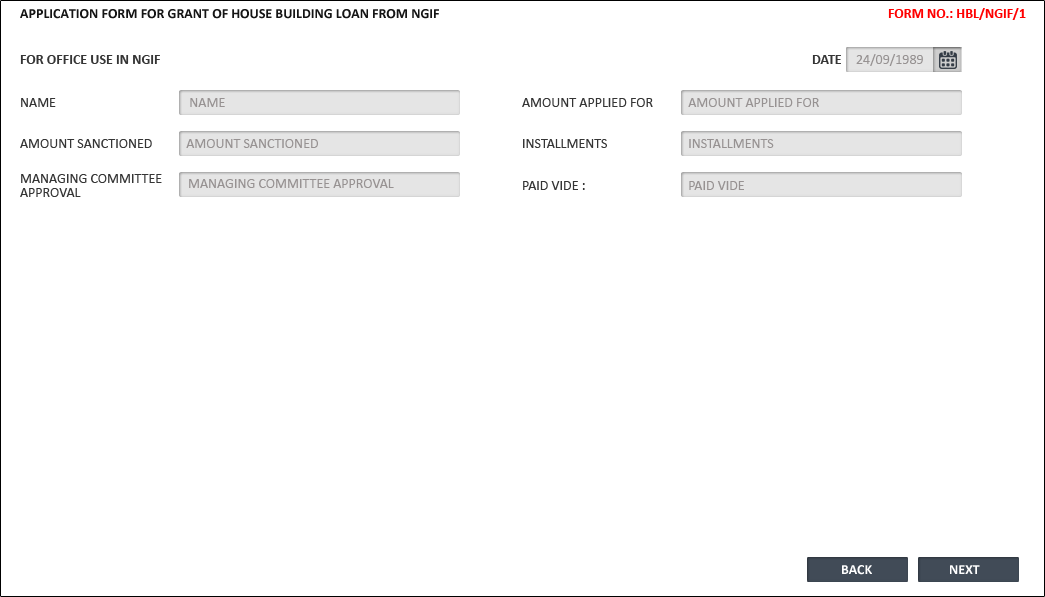 APPLICATION FORM FOR GRANT OF HOUSE BUILDING LOAN FROM NGIF
FORM NO.: HBL/NGIF/1
FOR OFFICE USE IN NGIF
DATE 24/09/1989
NAME NAME
AMOUNT APPLIED FOR AMOUNT APPLIED FOR
AMOUNT SANCTIONED AMOUNT SANCTIONED
INSTALLMENTS INSTALLMENTS
MANAGING COMMITTEE
APPROVAL
MANAGING COMMITTEE APPROVAL
PAID VIDE : PAID VIDE
BACK NEXT